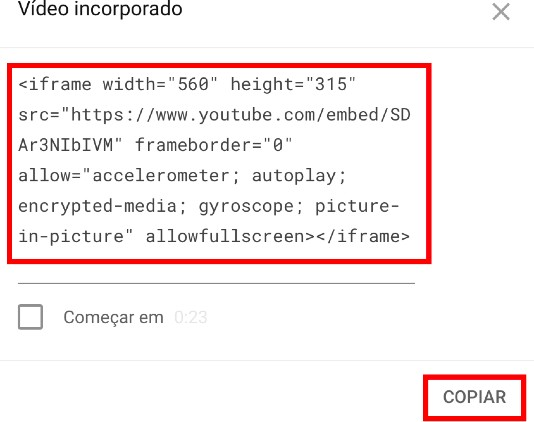 Vídeo incorporado
<iframe width="560" height="315"
src="https://www.youtube.com/embed/SD
Ar3NIbIVM" frameborder="0"
allow="accelerometer; autoplay;
encrypted-media; gyroscope; picture-
in-picture" allowfullscreen></iframe>
Começar em 0:23
COPIAR